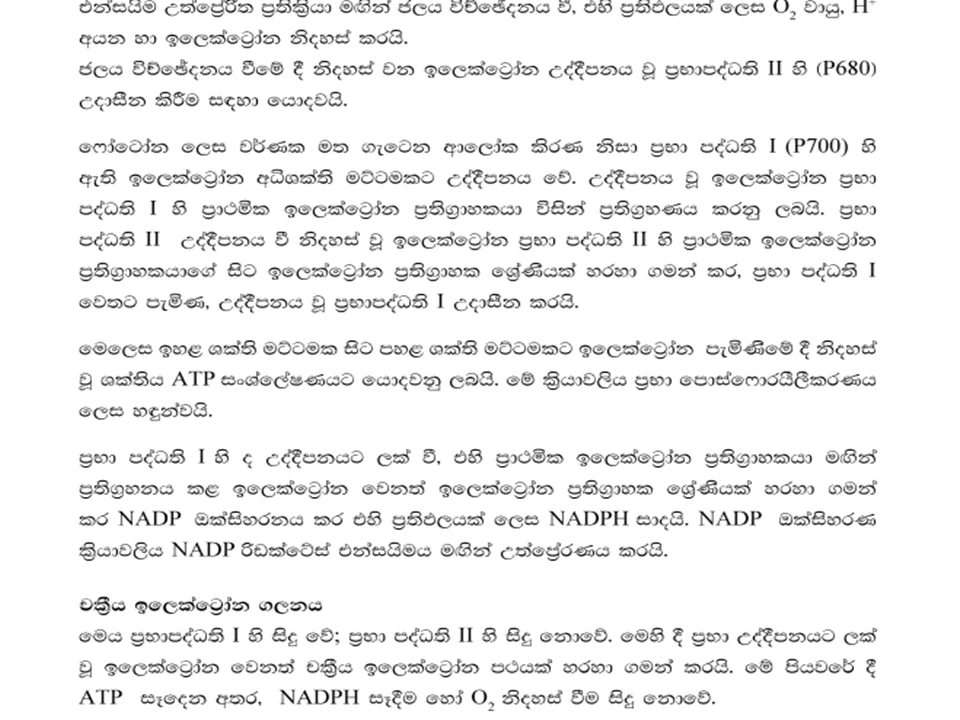 එන්සයිම උත්ප්‍රේරිත ප්‍රතික්‍රියා මඟින් ජලය විච්ඡේදනය වී, එහි ප්‍රතිඵලයක් ලෙස O₂ වායු, H⁺
අයන හා ඉලෙක්ට්‍රෝන නිදහස් කරයි.
ජලය විච්ඡේදනය වීමේ දී නිදහස් වන ඉලෙක්ට්‍රෝන උද්දීපනය වූ ප්‍රභාපද්ධති II හි (P680)
උදාසීන කිරීම සඳහා යොදවයි.
ෆෝටෝන ලෙස වර්ණක මත ගැටෙන ආලෝක කිරණ නිසා ප්‍රභා පද්ධති I (P700) හි
ඇති ඉලෙක්ට්‍රෝන අධිශක්ති මට්ටමකට උද්දීපනය වේ. උද්දීපනය වූ ඉලෙක්ට්‍රෝන ප්‍රභා
පද්ධති I හි ප්‍රාථමික ඉලෙක්ට්‍රෝන ප්‍රතිග්‍රාහකයා විසින් ප්‍රතිග්‍රහණය කරනු ලබයි. ප්‍රභා
පද්ධති II උද්දීපනය වී නිදහස් වූ ඉලෙක්ට්‍රෝන ප්‍රභා පද්ධති II හි ප්‍රාථමික ඉලෙක්ට්‍රෝන
ප්‍රතිග්‍රාහකයාගේ සිට ඉලෙක්ට්‍රෝන ප්‍රතිග්‍රාහක ශ්‍රේණියක් හරහා ගමන් කර, ප්‍රභා පද්ධති I
වෙතට පැමිණ, උද්දීපනය වූ ප්‍රභාපද්ධති I උදාසීන කරයි.
මෙලෙස ඉහළ ශක්ති මට්ටමක සිට පහළ ශක්ති මට්ටමකට ඉලෙක්ට්‍රෝන පැමිණිමේ දී නිදහස්
වූ ශක්තිය ATP සංශ්ලේෂණයට යොදවනු ලබයි. මේ ක්‍රියාවලිය ප්‍රභා පොස්ෆොරයිලීකරණය
ලෙස හඳුන්වයි.
ප්‍රභා පද්ධති I හි ද උද්දීපනයට ලක් වී, එහි ප්‍රාථමික ඉලෙක්ට්‍රෝන ප්‍රතිග්‍රාහකයා මඟින්
ප්‍රතිග්‍රහනය කළ ඉලෙක්ට්‍රෝන වෙනත් ඉලෙක්ට්‍රෝන ප්‍රතිග්‍රාහක ශ්‍රේණියක් හරහා ගමන්
කර NADP ඔක්සිහරනය කර එහි ප්‍රතිඵලයක් ලෙස NADPH සාදයි. NADP ඔක්සිහරණ
ක්‍රියාවලිය NADP රිඩක්ටේස් එන්සයිමය මඟින් උත්ප්‍රේරණය කරයි.
චක්‍රීය ඉලෙක්ට්‍රෝන ගලනය
මෙය ප්‍රභාපද්ධති I හි සිදු වේ; ප්‍රභා පද්ධති II හි සිදු නොවේ. මෙහි දී ප්‍රභා උද්දීපනයට ලක්
වූ ඉලෙක්ට්‍රෝන වෙනත් චක්‍රීය ඉලෙක්ට්‍රෝන පථයක් හරහා ගමන් කරයි. මේ පියවරේ දී
ATP සෑදෙන අතර, NADPH සෑදීම හෝ O₂ නිදහස් වීම සිදු නොවේ.